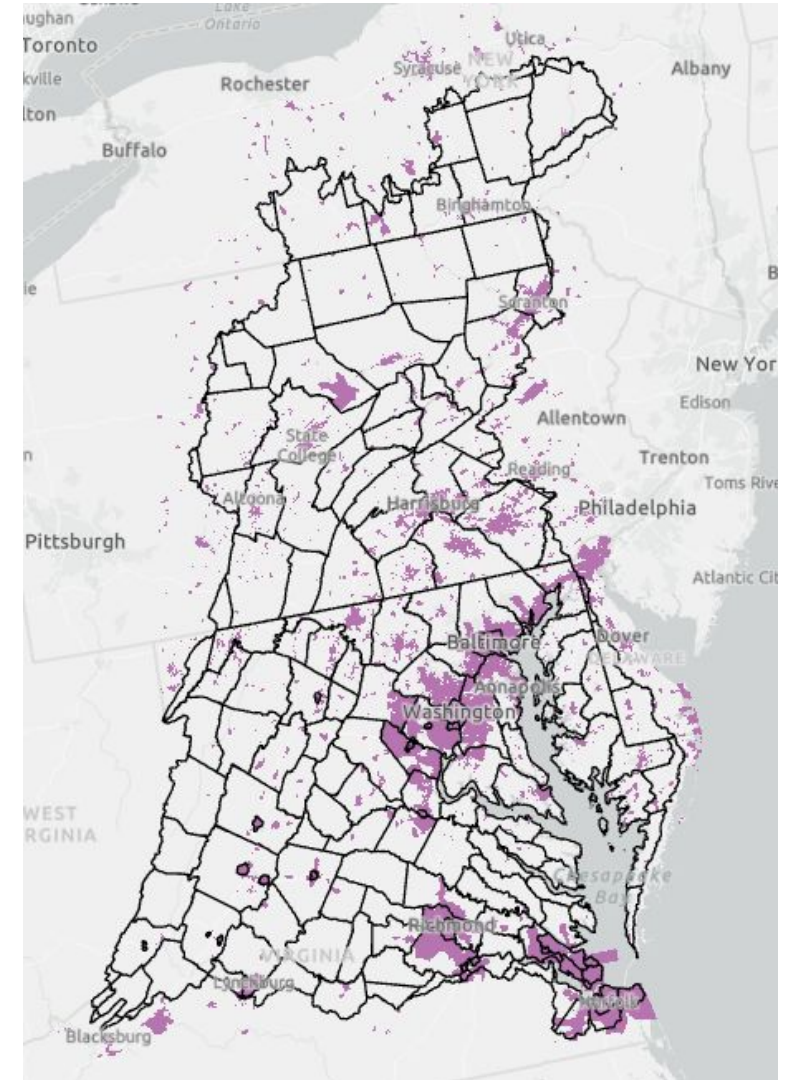 aughan
Lake
Ontario
Toronto
kville
lton
Rochester
Syracuse
Utica
NEW
YORK
Albany
Buffalo
Binghamton
B
ie
Scranton
New Yor
Edison
Allentown
State
College
n
Trenton
Reading
Toms Rive
Altoona
Harrisburg
Philadelphia
Pittsburgh
Atlantic Cit
Baltimore
Dover
DELAWARE
Annapolis
Washington
WEST
RGINIA
Chesapeake
Bay
Richmond
VIRGINIA
Lynchburg
Norfolk
Blacksburg